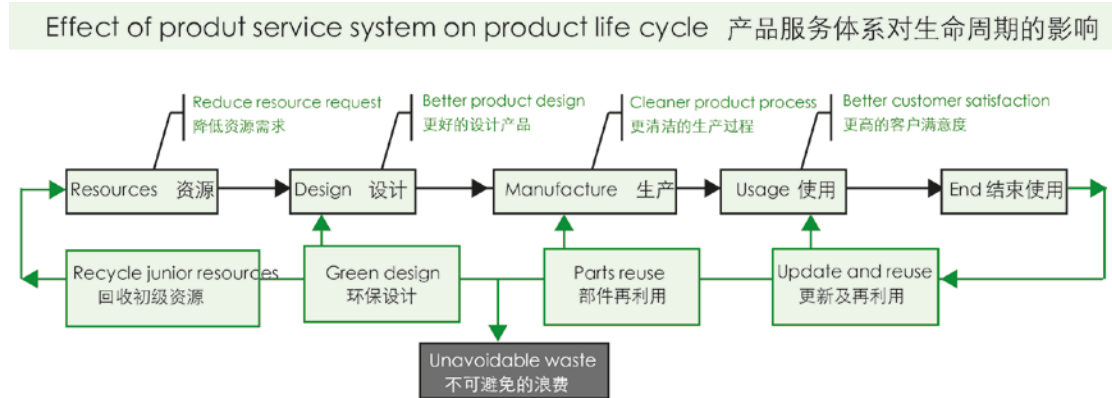 Effect of produt service system on product life cycle 产品服务体系对生命周期的影响
Reduce resource request
降低资源需求
Better product design
更好的设计产品
Cleaner product process
更清洁的生产过程
Better customer satisfaction
更高的客户满意度
Resources 资源
Design 设计
Manufacture 生产
Usage 使用
End 结束使用
Recycle junior resources
回收初级资源
Green design
环保设计
Parts reuse
部件再利用
Update and reuse
更新及再利用
Unavoidable waste
不可避免的浪费